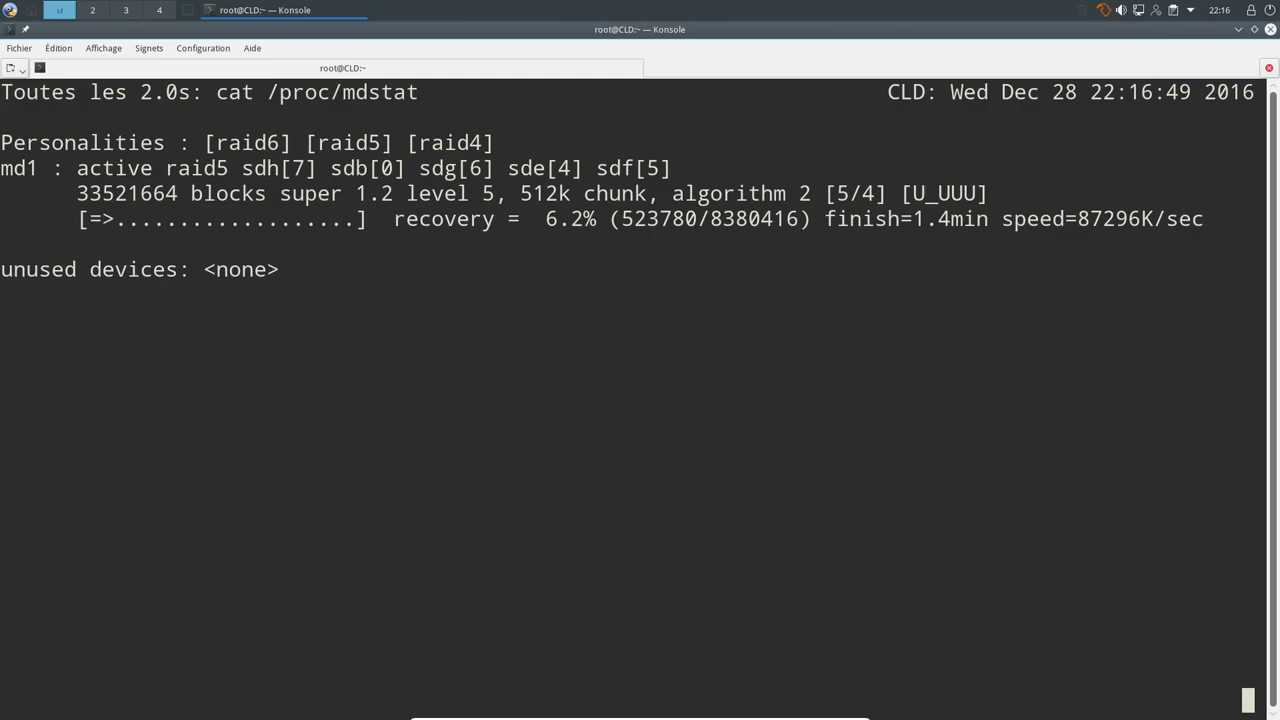 2 3 4 root@CLD:~ — Konsole 22:16
root@CLD:~ — Konsole
Fichier Édition Affichage Signets Configuration Aide
root@CLD:~
Toutes les 2.0s: cat /proc/mdstat CLD: Wed Dec 28 22:16:49 2016
Personalities : [raid6] [raid5] [raid4]
md1 : active raid5 sdh[7] sdb[0] sdg[6] sde[4] sdf[5]
33521664 blocks super 1.2 level 5, 512k chunk, algorithm 2 [5/4] [U_UUU]
[=>...................] recovery = 6.2% (523780/8380416) finish=1.4min speed=87296K/sec
unused devices: <none>